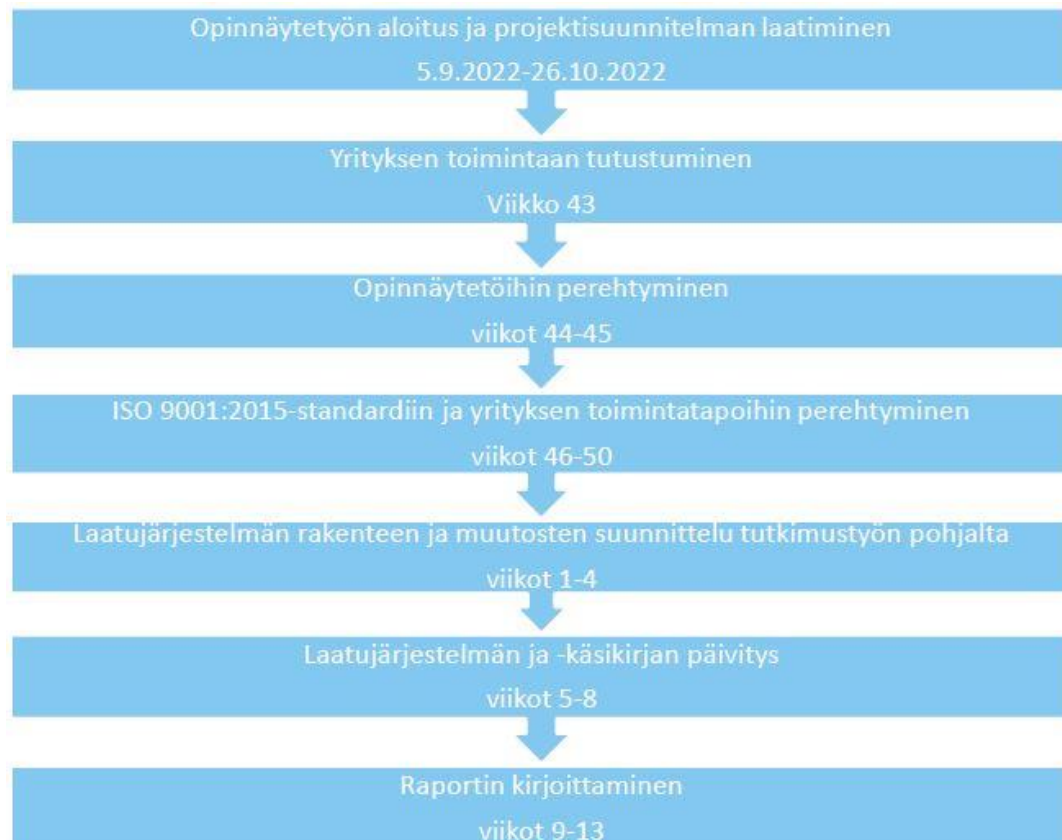 Opinnäytetyön aloitus ja projektisuunnitelman laatiminen
5.9.2022-26.10.2022
Yrityksen toimintaan tutustuminen
Viikko 43
Opinnäytetöihin perehtyminen
viikot 44-45
ISO 9001:2015-standardiin ja yrityksen toimintatapoihin perehtyminen
viikot 46-50
Laatujärjestelmän rakenteen ja muutosten suunnittelu tutkimustyön pohjalta
viikot 1-4
Laatujärjestelmän ja -käsikirjan päivitys
viikot 5-8
Raportin kirjoittaminen
viikot 9-13